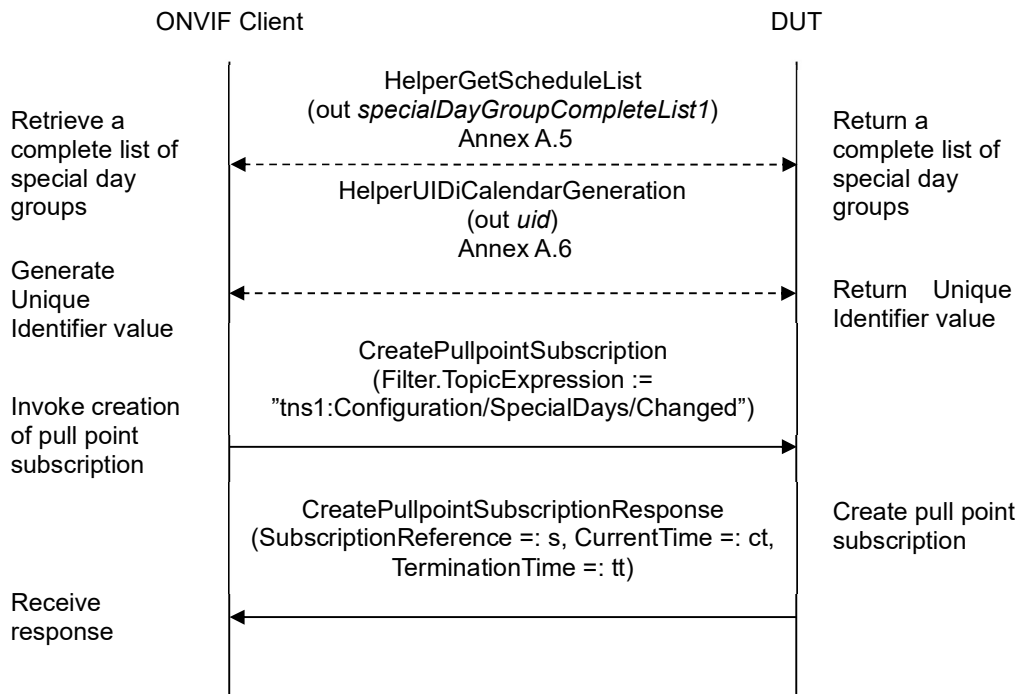 ONVIF Client
DUT
HelperGetScheduleList
(out specialDayGroupCompleteList1)
Annex A.5
Retrieve a
complete list of
special day
groups
Return a
complete list of
special day
groups
HelperUIDiCalendarGeneration
(out uid)
Annex A.6
Generate
Unique
Identifier value
Return Unique
Identifier value
CreatePullpointSubscription
(Filter.TopicExpression :=
”tns1:Configuration/SpecialDays/Changed”)
Invoke creation
of pull point
subscription
CreatePullpointSubscriptionResponse
(SubscriptionReference =: s, CurrentTime =: ct,
TerminationTime =: tt)
Create pull point
subscription
Receive
response